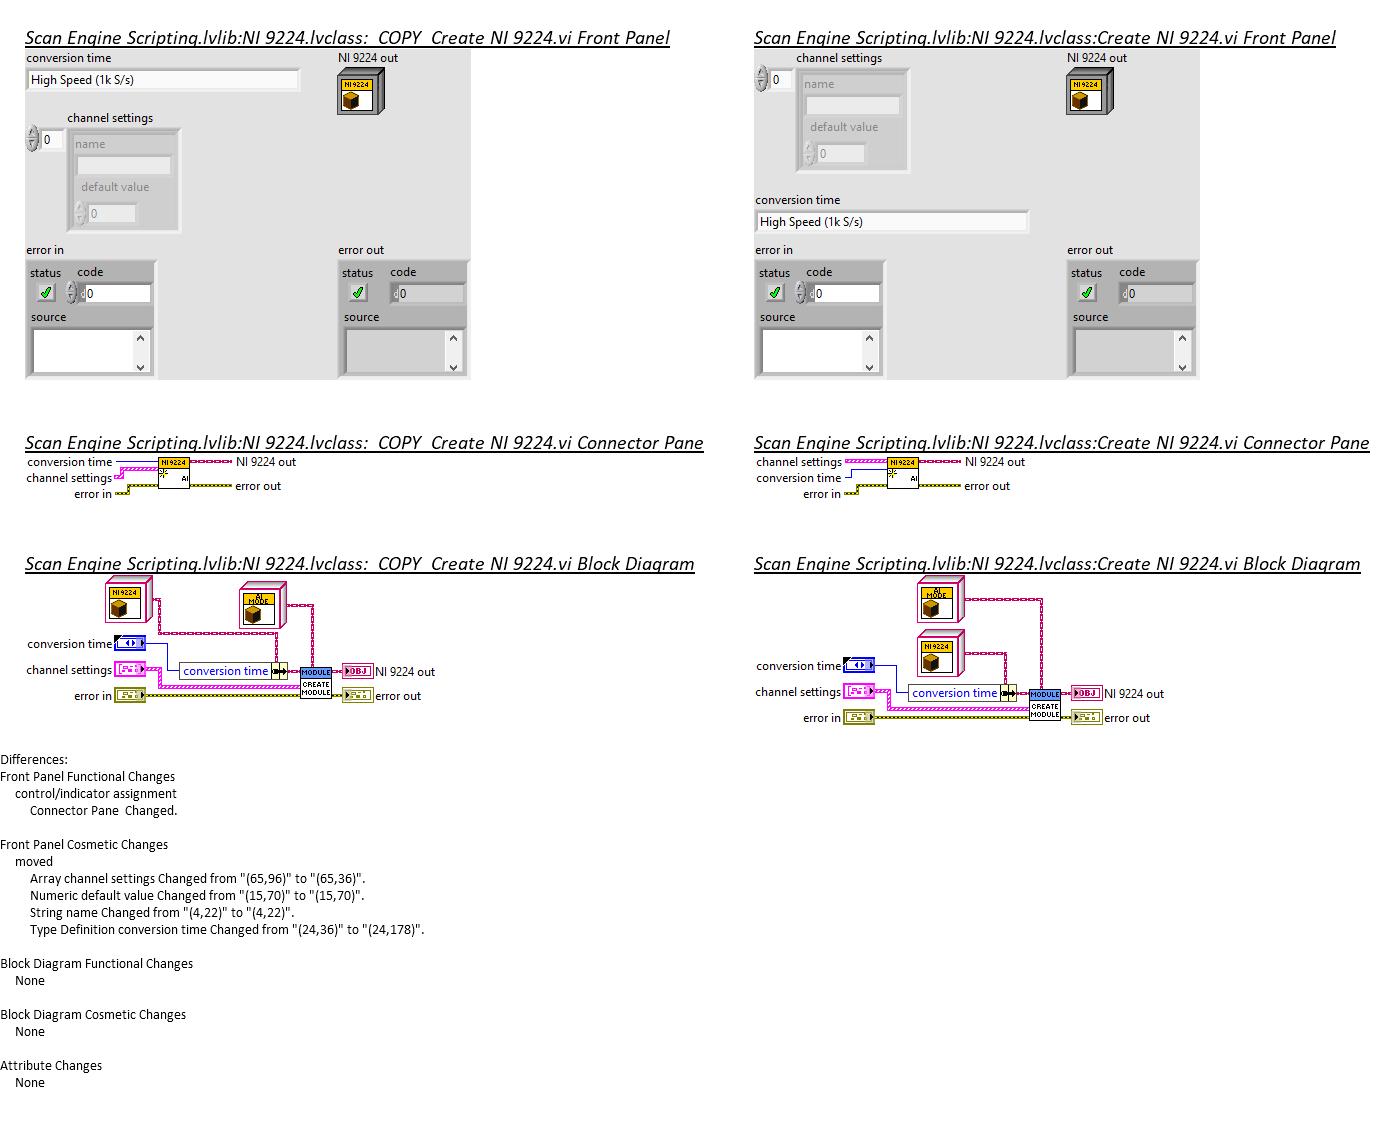 Scan Engine Scripting.lvlib:NI 9224.lvclass:_COPY_Create NI 9224.vi Front Panel
conversion time
NI 9224 out
High Speed (1k S/s)
NI 9224
channel settings
0
name
default value
0
error in
error out
status
code
status
code
0
0
source
source
Scan Engine Scripting.lvlib:NI 9224.lvclass:Create NI 9224.vi Front Panel
channel settings
NI 9224 out
0
name
NI 9224
default value
0
conversion time
High Speed (1k S/s)
error in
error out
status
code
status
code
0
0
source
source
Scan Engine Scripting.lvlib:NI 9224.lvclass:_COPY_Create NI 9224.vi Connector Pane
conversion time
NI 9224
NI 9224 out
channel settings
AI
error out
error in
Scan Engine Scripting.lvlib:NI 9224.lvclass:Create NI 9224.vi Connector Pane
channel settings
NI 9224
NI 9224 out
conversion time
AI
error out
error in
Scan Engine Scripting.lvlib:NI 9224.lvclass:_COPY_Create NI 9224.vi Block Diagram
NI 9224
AI
MODE
conversion time
channel settings
conversion time
MODULE
OBJ
NI 9224 out
CREATE
MODULE
error in
error out
Scan Engine Scripting.lvlib:NI 9224.lvclass:Create NI 9224.vi Block Diagram
AI
MODE
NI 9224
conversion time
channel settings
conversion time
MODULE
OBJ
NI 9224 out
CREATE
MODULE
error in
error out
Differences:
Front Panel Functional Changes
control/indicator assignment
Connector Pane  Changed.
Front Panel Cosmetic Changes
moved
Array channel settings Changed from "(65,96)" to "(65,36)".
Numeric default value Changed from "(15,70)" to "(15,70)".
String name Changed from "(4,22)" to "(4,22)".
Type Definition conversion time Changed from "(24,36)" to "(24,178)".
Block Diagram Functional Changes
None
Block Diagram Cosmetic Changes
None
Attribute Changes
None